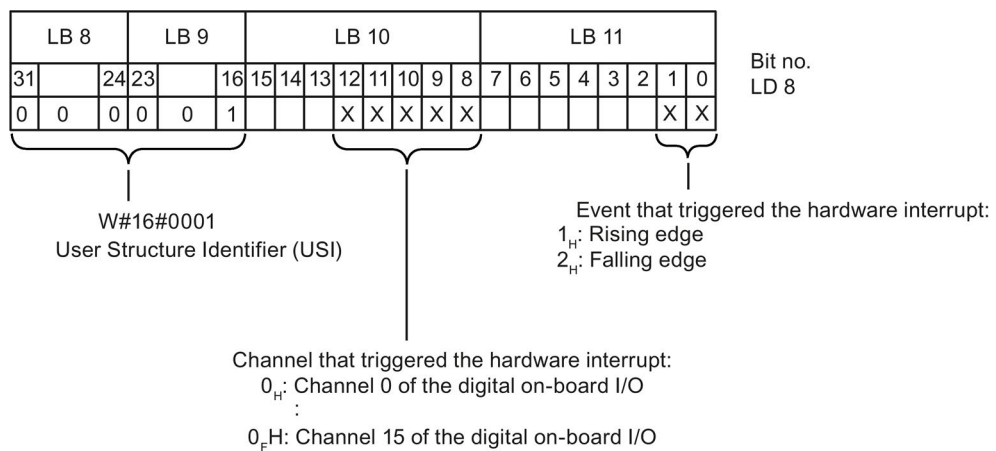 LB 8 LB 9 LB 10 LB 11
Bit no.
31 24 23 16 15 14 13 12 11 10 9 8 7 6 5 4 3 2 1 0
LD 8
0 0 0 0 0 1 X X X X X X X
W#16#0001
User Structure Identifier (USI)
Event that triggered the hardware interrupt:
1H: Rising edge
2H: Falling edge
Channel that triggered the hardware interrupt:
0H: Channel 0 of the digital on-board I/O
:
0FH: Channel 15 of the digital on-board I/O